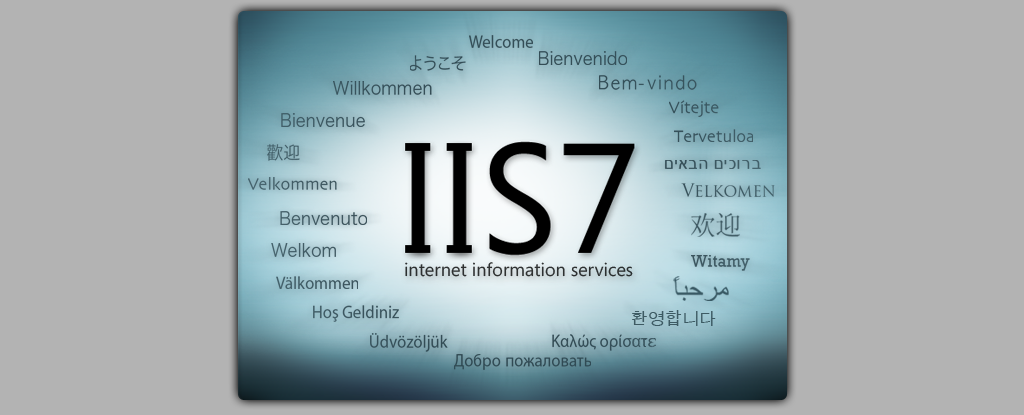 Welcome
ようこそ
Bienvenido
Willkommen
Bem-vindo
Bienvenue
Vítejte
歡迎
Tervetuloa
ברוכים הבאים
Velkommen
VELKOMEN
IIS7
Benvenuto
欢迎
Welkom
Witamy
internet information services
Välkommen
مرحباً
Hoş Geldiniz
환영합니다
Üdvözöljük
Καλώς ορίσατε
Добро пожаловать